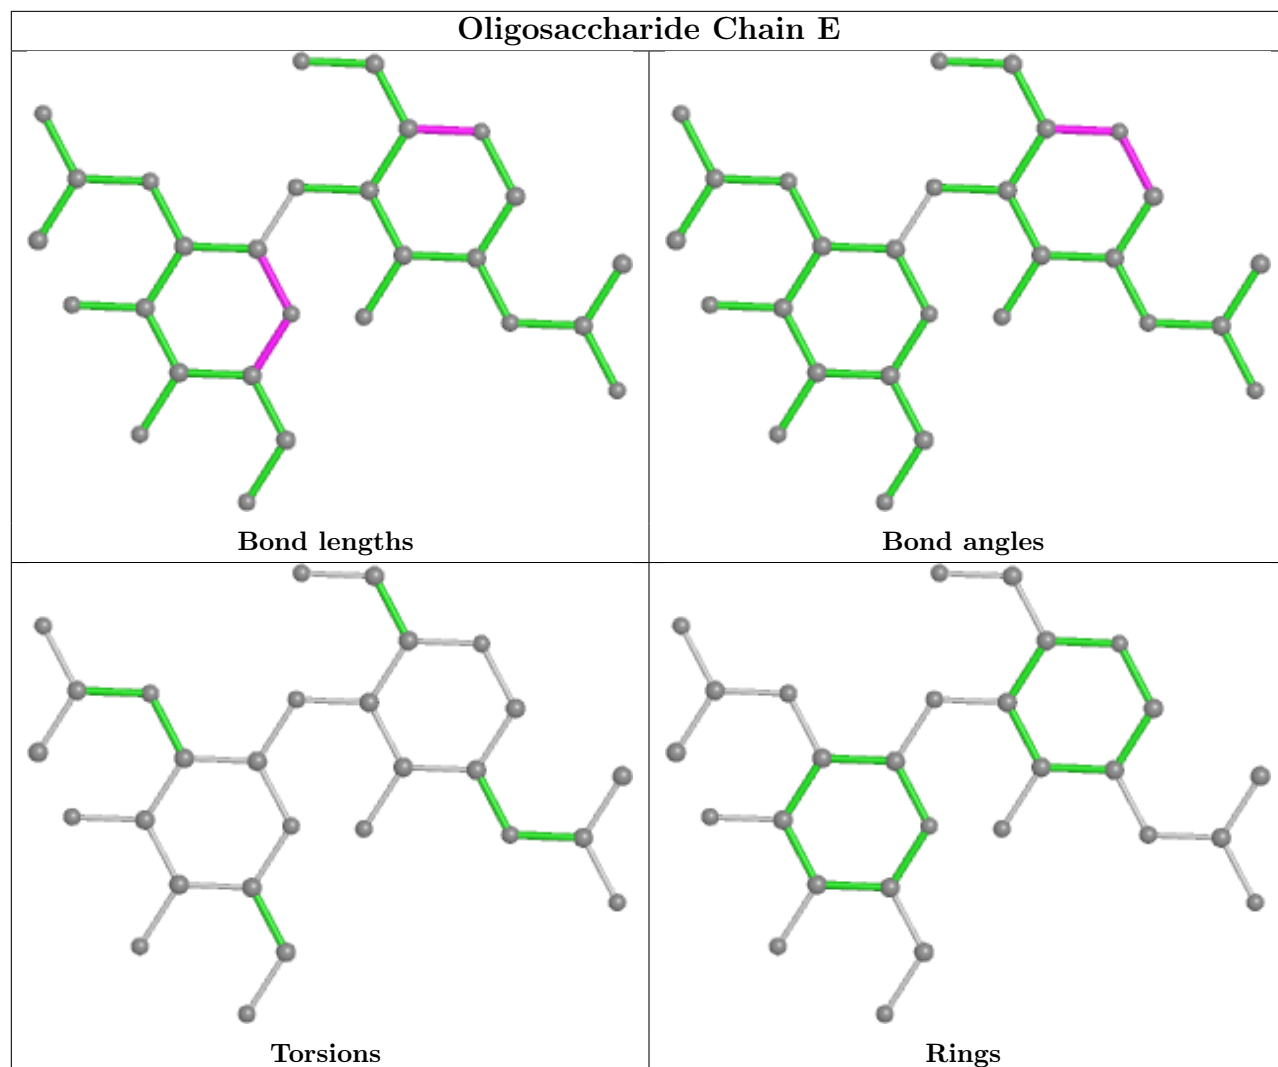 Oligosaccharide Chain E
Bond lengths
Bond angles
Torsions
Rings